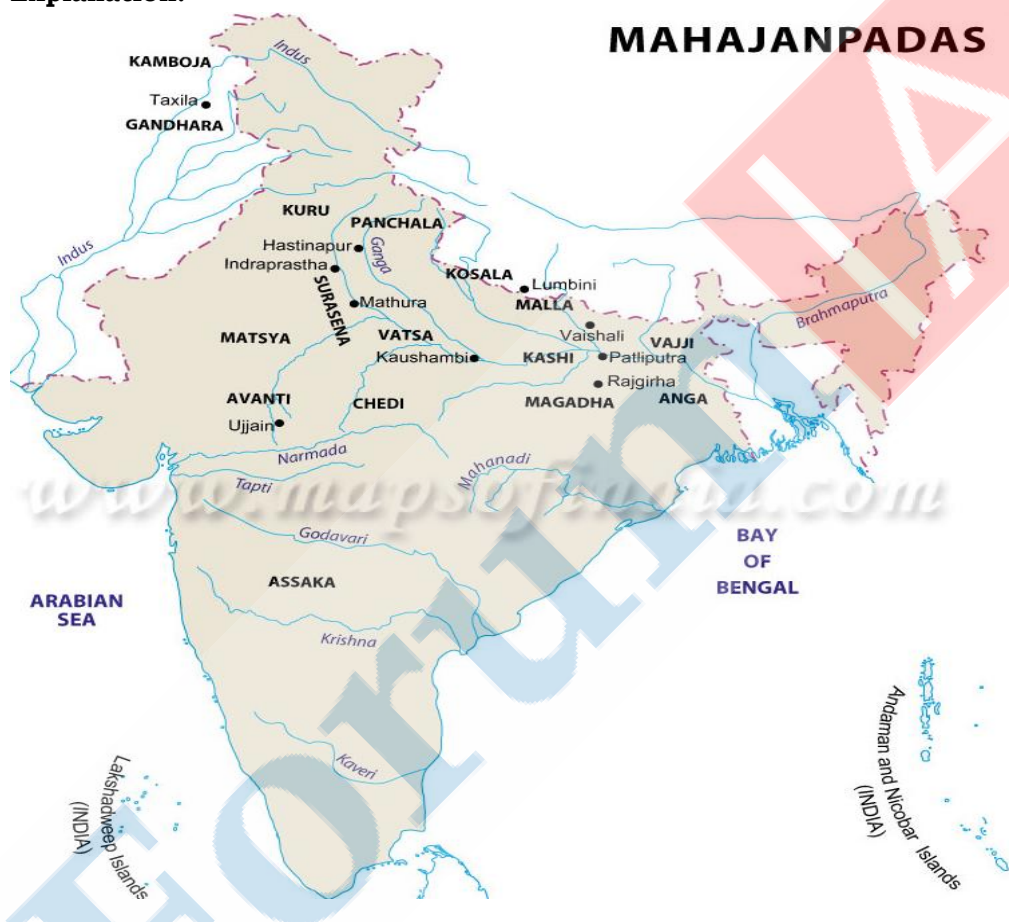 Explanation:
MAHAJANPADAS
KAMBOJA
Indus
Taxila
GANDHARA
KURU
PANCHALA
Hastinapur
Ganga
Indus
Indraprastha
KOSALA
Lumbini
SURASENA
MALLA
Mathura
Brahmaputra
MATSYA
VATSA
Vaishali
VAJJI
Kaushambi
KASHI
Patliputra
Rajgirha
AVANTI
CHEDI
MAGADHA
ANGA
Ujjain
Narmada
Mahanadi
Tapti
www.mapsofindia.com
Godavari
BAY
OF
BENGAL
ASSAKA
ARABIAN
SEA
Krishna
Kaveri
Lakshadweep Islands
(INDIA)
Andaman and Nicobar Islands
(INDIA)
Forum IA